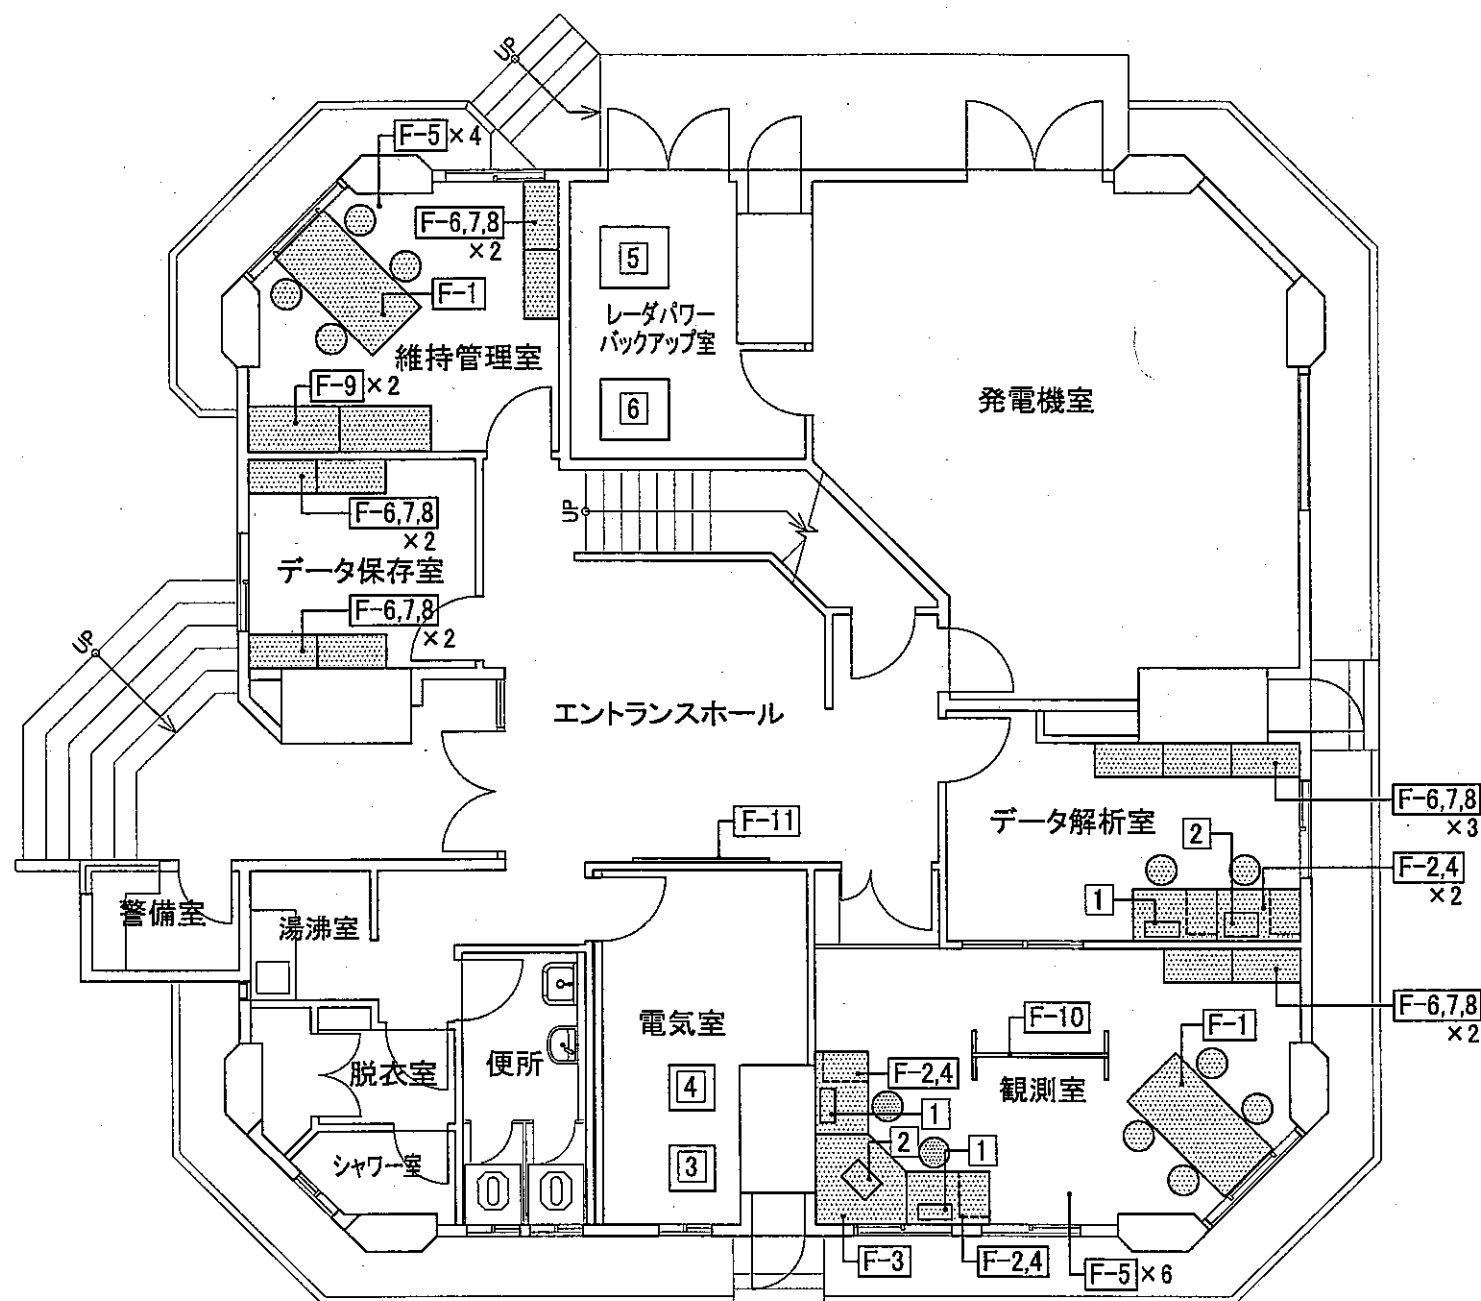 UP
F-5×4
F-6,7,8
×2
5
F-1
レーダパワー
バックアップ室
維持管理室
F-9×2
6
発電機室
F-6,7,8
×2
UP
データ保存室
F-6,7,8
×2
UP
エントランスホール
F-11
データ解析室
F-6,7,8
×3
2
F-2,4
×2
1
警備室
湯沸室
F-6,7,8
×2
電気室
F-10
F-1
便所
脱衣室
4
F-2,4
観測室
1
2
1
シャワー室
3
F-3
F-2,4
F-5×6